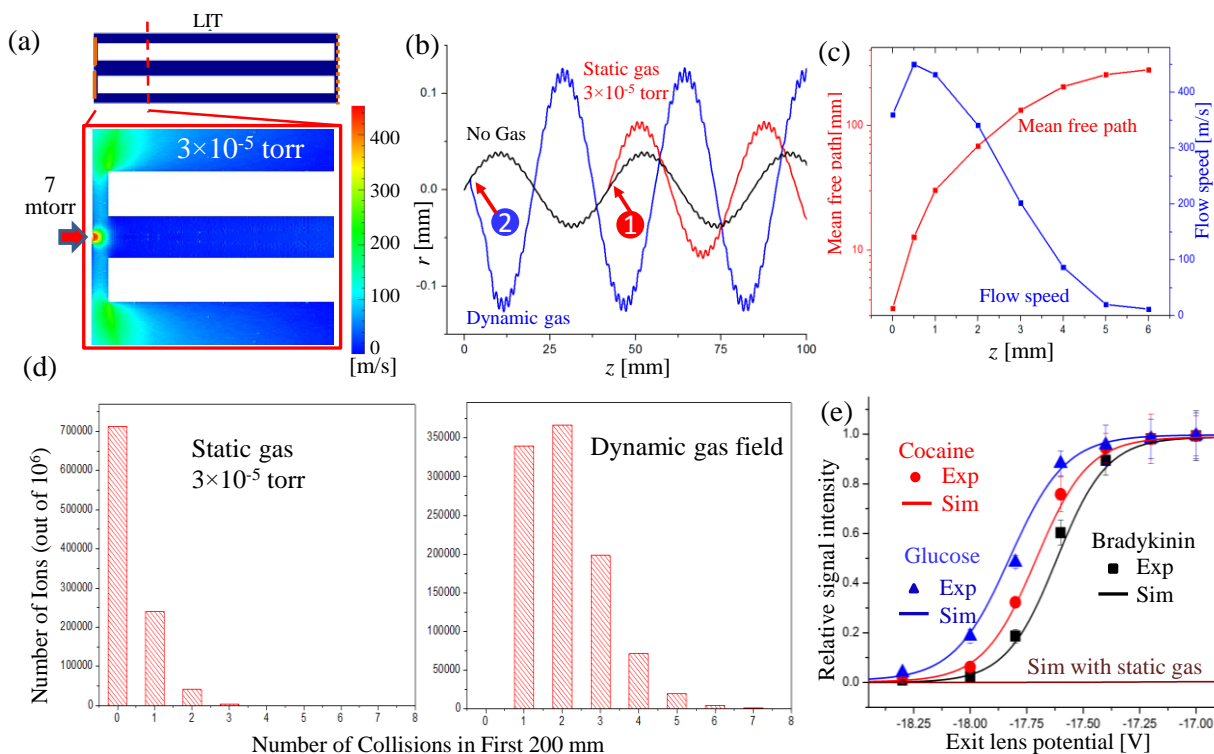 (a)
LIT
3×10⁻⁵ torr
7
mtorr
400
300
200
100
0
[m/s]
(b)
Static gas
3×10⁻⁵ torr
No Gas
0.1
0.0
-0.1
r [mm]
2
1
Dynamic gas
0
25
50
75
100
z [mm]
(c)
Mean free path[mm]
100
10
Mean free path
Flow speed
400
300
200
100
0
Flow speed [m/s]
0
1
2
3
4
5
6
z [mm]
(d)
Number of Ions (out of 10⁶)
700000
600000
500000
400000
300000
200000
100000
0
Static gas
3×10⁻⁵ torr
0
1
2
3
4
5
6
7
8
350000
300000
250000
200000
150000
100000
50000
0
Dynamic gas field
0
1
2
3
4
5
6
7
8
Number of Collisions in First 200 mm
(e)
Relative signal intensity
1.0
0.8
0.6
0.4
0.2
0.0
Cocaine
Exp
Sim
Glucose
Exp
Sim
Bradykinin
Exp
Sim
Sim with static gas
-18.25
-18.00
-17.75
-17.50
-17.25
-17.00
Exit lens potential [V]